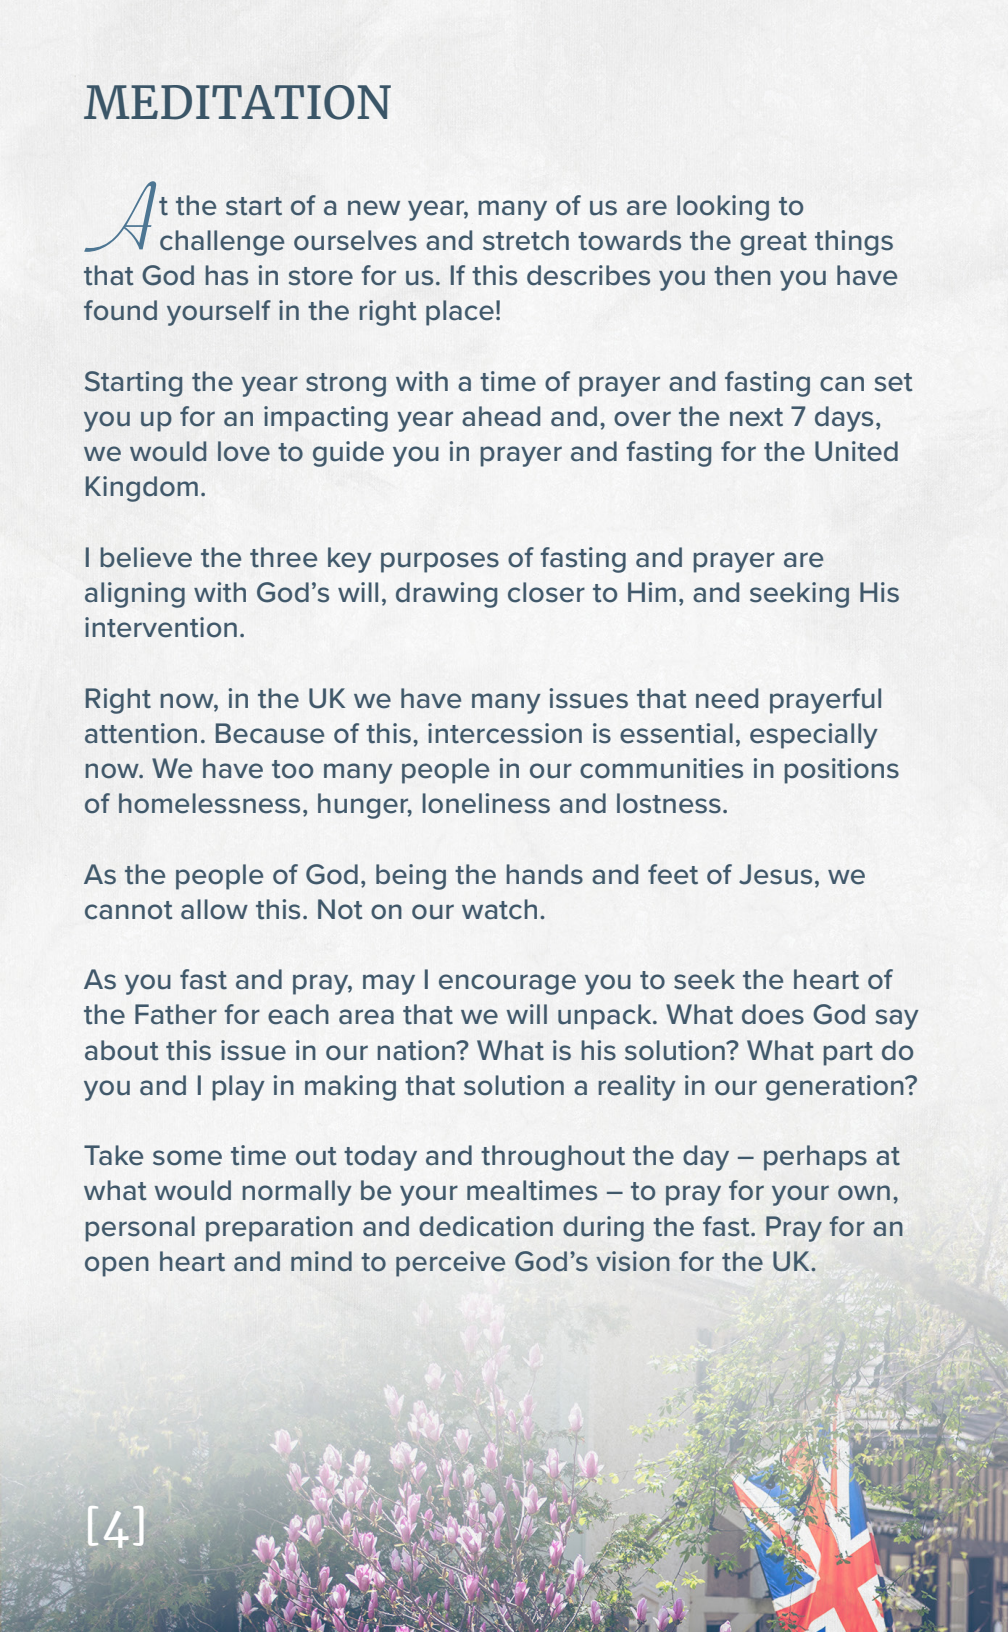 MEDITATION
At the start of a new year, many of us are looking to
challenge ourselves and stretch towards the great things
that God has in store for us. If this describes you then you have
found yourself in the right place!
Starting the year strong with a time of prayer and fasting can set
you up for an impacting year ahead and, over the next 7 days,
we would love to guide you in prayer and fasting for the United
Kingdom.
I believe the three key purposes of fasting and prayer are
aligning with God’s will, drawing closer to Him, and seeking His
intervention.
Right now, in the UK we have many issues that need prayerful
attention. Because of this, intercession is essential, especially
now. We have too many people in our communities in positions
of homelessness, hunger, loneliness and lostness.
As the people of God, being the hands and feet of Jesus, we
cannot allow this. Not on our watch.
As you fast and pray, may I encourage you to seek the heart of
the Father for each area that we will unpack. What does God say
about this issue in our nation? What is his solution? What part do
you and I play in making that solution a reality in our generation?
Take some time out today and throughout the day – perhaps at
what would normally be your mealtimes – to pray for your own,
personal preparation and dedication during the fast. Pray for an
open heart and mind to perceive God’s vision for the UK.
[4]